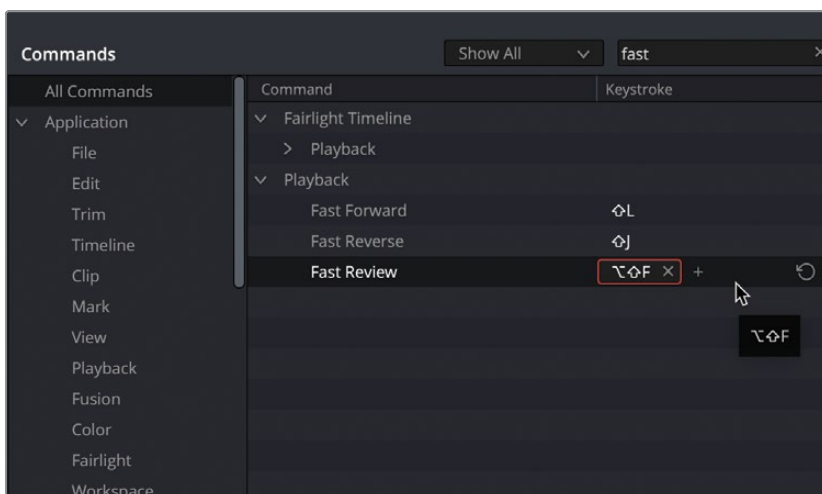 Commands
Show All
fast
All Commands
Application
File
Edit
Trim
Timeline
Clip
Mark
View
Playback
Fusion
Color
Fairlight
Workspace
Command Keystroke
Fairlight Timeline
Playback
Playback
Fast Forward ⇧L
Fast Reverse ⇧J
Fast Review ⌥⇧F
⌥⇧F